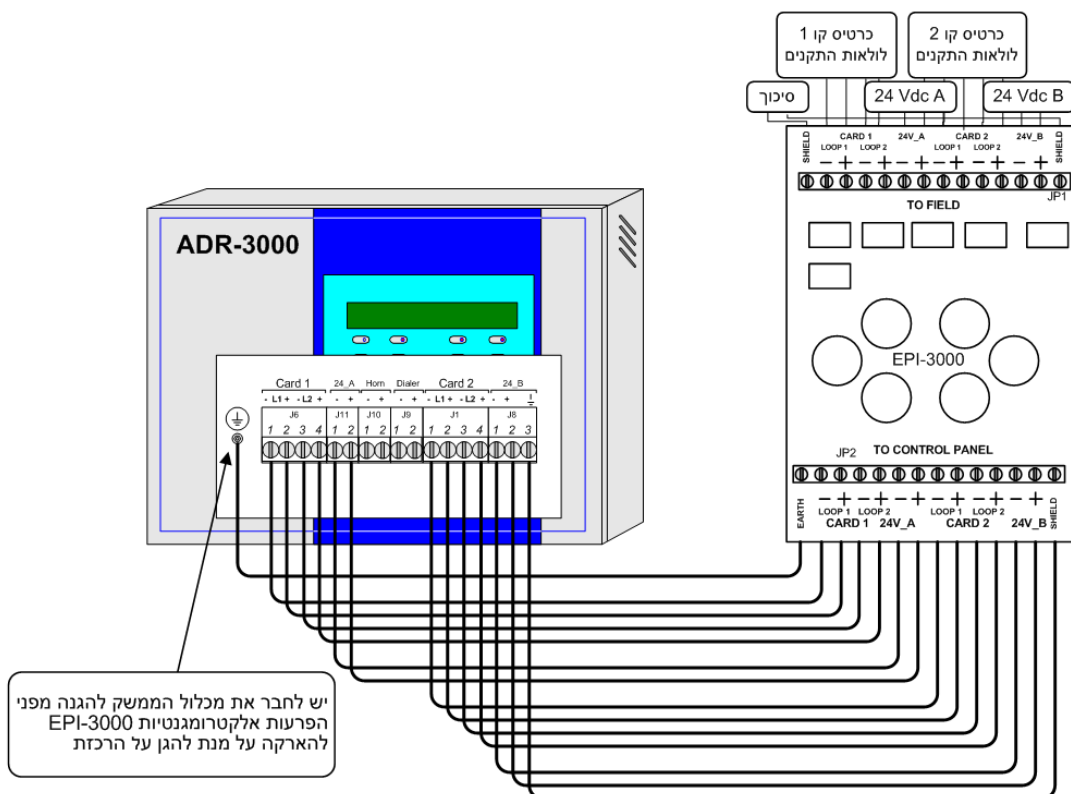 כרטיס קו 1
לולאות התקנים
כרטיס קו 2
לולאות התקנים
סיכוך
24 Vdc A
24 Vdc B
SHIELD
CARD 1
24V_A
CARD 2
24V_B
SHIELD
LOOP 1
LOOP 2
LOOP 1
LOOP 2
− + − + − + − + − + − +
JP1
TO FIELD
EPI-3000
JP2
TO CONTROL PANEL
− + − + − + − + − + − +
EARTH
LOOP 1
LOOP 2
LOOP 1
LOOP 2
SHIELD
CARD 1
24V_A
CARD 2
24V_B
ADR-3000
Card 1
24_A
Horn
Dialer
Card 2
24_B
- L1 + - L2 + - + - + - + - L1 + - L2 + - +
J6 J11 J10 J9 J1 J8
1 2 3 4 1 2 1 2 1 2 1 2 3 4 1 2 3
יש לחבר את מכלול הממשק להגנה מפני
הפרעות אלקטרומגנטיות EPI-3000
להארקה על מנת להגן על הרכזת